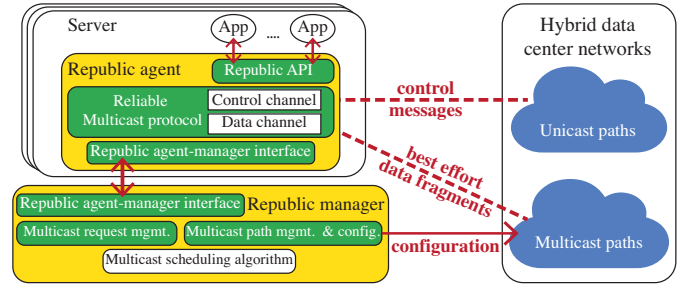 Server
App .... App
Republic agent
Republic API
Reliable
Multicast protocol
Control channel
Data channel
Republic agent-manager interface
Republic agent-manager interface
Republic manager
Multicast request mgmt.
Multicast path mgmt. & config.
Multicast scheduling algorithm
control
messages
best effort
data fragments
configuration
Hybrid data
center networks
Unicast paths
Multicast paths